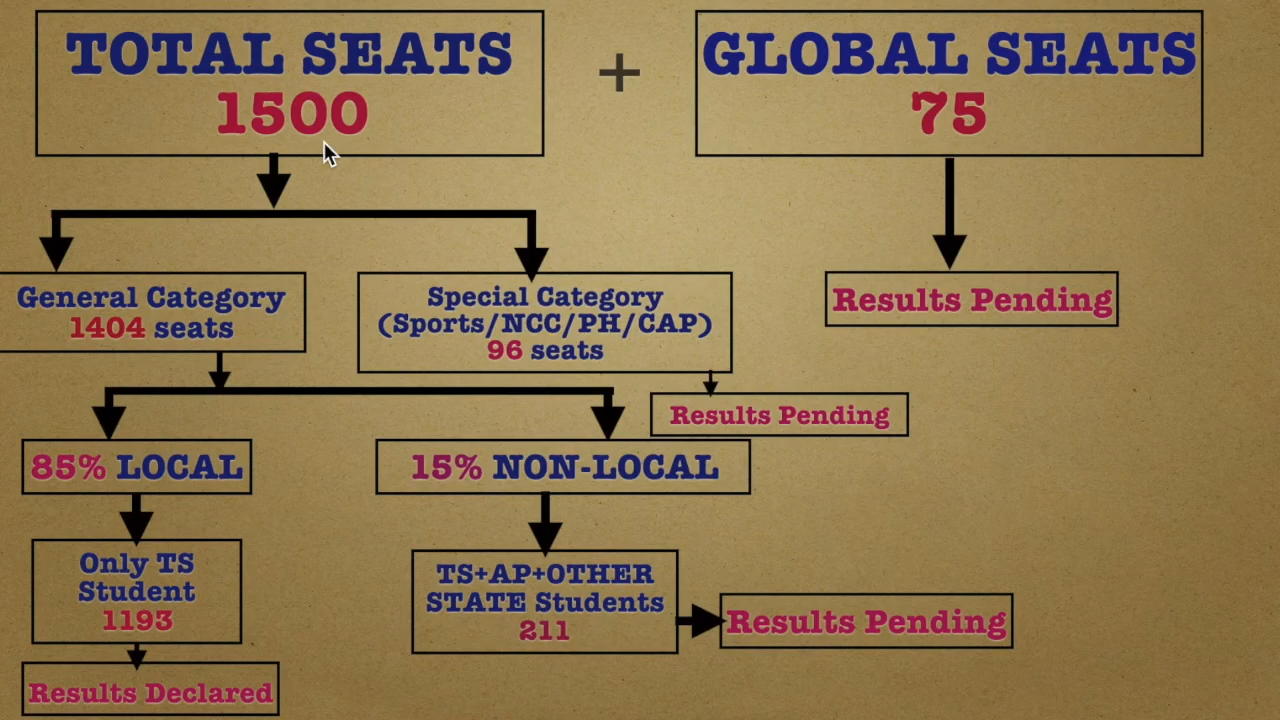 TOTAL SEATS
1500
+
GLOBAL SEATS
75
General Category
1404 seats
Special Category
(Sports/NCC/PH/CAP)
96 seats
Results Pending
Results Pending
85% LOCAL
15% NON-LOCAL
Only TS
Student
1193
TS+AP+OTHER
STATE Students
211
Results Pending
Results Declared